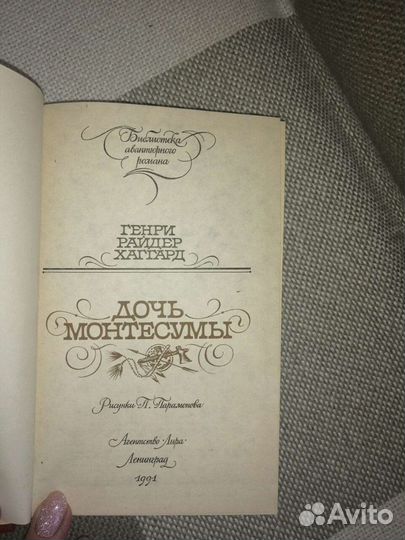 Библиотека
авантюрного
романа
ГЕНРИ
РАЙДЕР
ХАГГАРД
ДОЧЬ
МОНТЕСУМЫ
Рисунки П. Парамонова
Агентство · Лира ·
Ленинград
1991
Avito